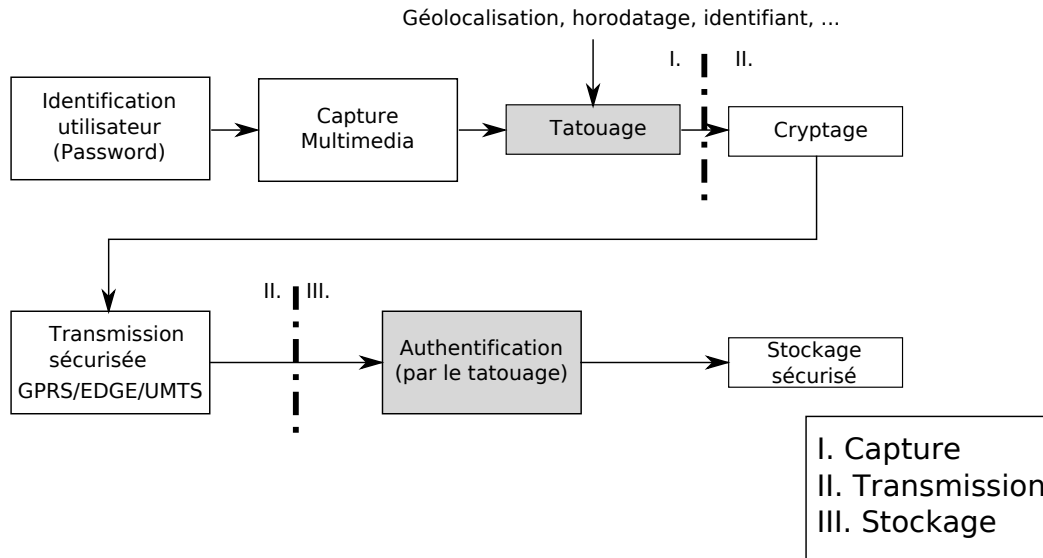 Géolocalisation, horodatage, identifiant, ...
I.
II.
Identification
utilisateur
(Password)
Capture
Multimedia
Tatouage
Cryptage
II.
III.
Transmission
sécurisée
GPRS/EDGE/UMTS
Authentification
(par le tatouage)
Stockage
sécurisé
I. Capture
II. Transmission
III. Stockage